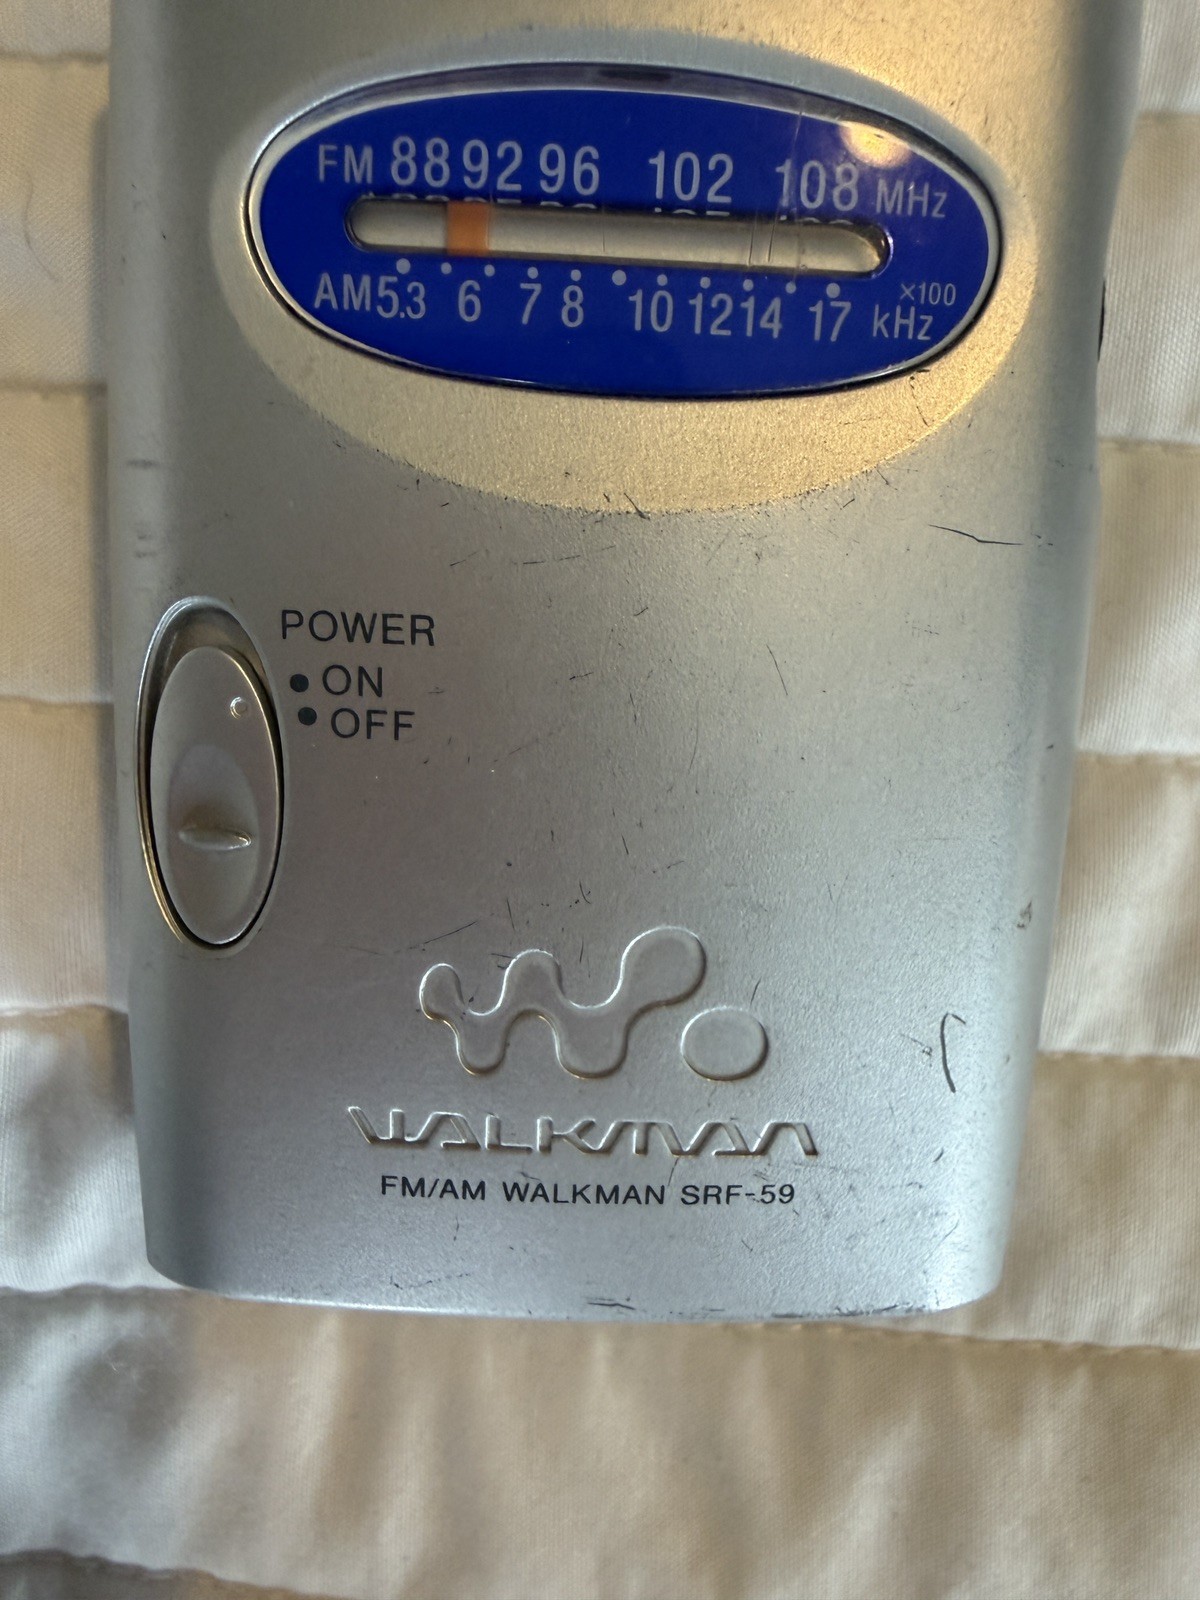 FM 88 92 96 102 108 MHz
AM 5.3 6 7 8 10 12 14 17 ×100 kHz
POWER
• ON
• OFF
WALKMAN
FM/AM WALKMAN SRF-59